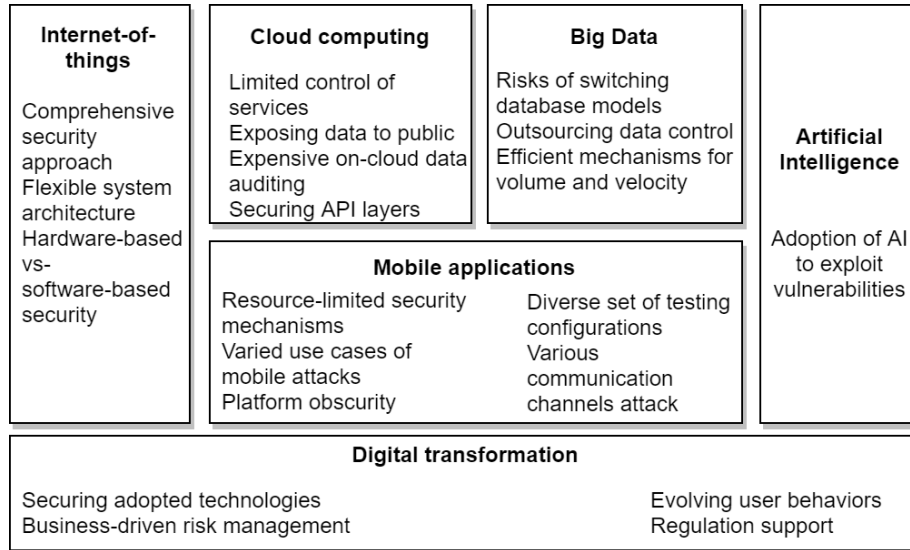 Internet-of-
things
Comprehensive
security
approach
Flexible system
architecture
Hardware-based
vs-
software-based
security
Cloud computing
Limited control of
services
Exposing data to public
Expensive on-cloud data
auditing
Securing API layers
Big Data
Risks of switching
database models
Outsourcing data control
Efficient mechanisms for
volume and velocity
Artificial
Intelligence
Adoption of AI
to exploit
vulnerabilities
Mobile applications
Resource-limited security
mechanisms
Varied use cases of
mobile attacks
Platform obscurity
Diverse set of testing
configurations
Various
communication
channels attack
Digital transformation
Securing adopted technologies
Business-driven risk management
Evolving user behaviors
Regulation support